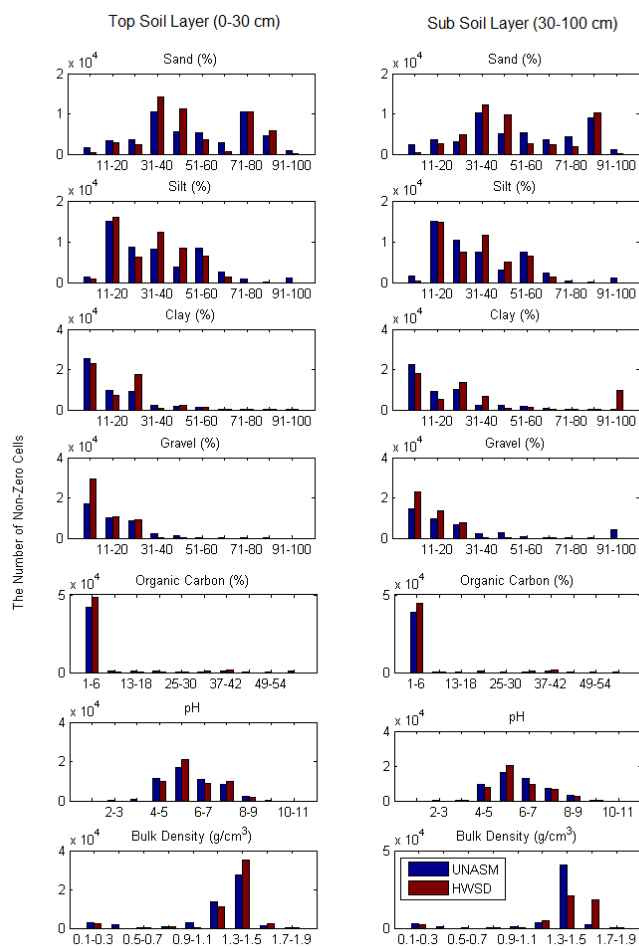 Top Soil Layer (0-30 cm)
Sub Soil Layer (30-100 cm)
The Number of Non-Zero Cells
x 10^4
Sand (%)
2
1
0
11-20 31-40 51-60 71-80 91-100
x 10^4
Sand (%)
2
1
0
11-20 31-40 51-60 71-80 91-100
x 10^4
Silt (%)
2
1
0
11-20 31-40 51-60 71-80 91-100
x 10^4
Silt (%)
2
1
0
11-20 31-40 51-60 71-80 91-100
x 10^4
Clay (%)
4
2
0
11-20 31-40 51-60 71-80 91-100
x 10^4
Clay (%)
4
2
0
11-20 31-40 51-60 71-80 91-100
x 10^4
Gravel (%)
4
2
0
11-20 31-40 51-60 71-80 91-100
x 10^4
Gravel (%)
4
2
0
11-20 31-40 51-60 71-80 91-100
x 10^4
Organic Carbon (%)
5
0
1-6 13-18 25-30 37-42 49-54
x 10^4
Organic Carbon (%)
5
0
1-6 13-18 25-30 37-42 49-54
x 10^4
pH
4
2
0
2-3 4-5 6-7 8-9 10-11
x 10^4
pH
4
2
0
2-3 4-5 6-7 8-9 10-11
x 10^4
Bulk Density (g/cm³)
4
2
0
0.1-0.3 0.5-0.7 0.9-1.1 1.3-1.5 1.7-1.9
x 10^4
Bulk Density (g/cm³)
5
0
0.1-0.3 0.5-0.7 0.9-1.1 1.3-1.5 1.7-1.9
UNASM
HWSD